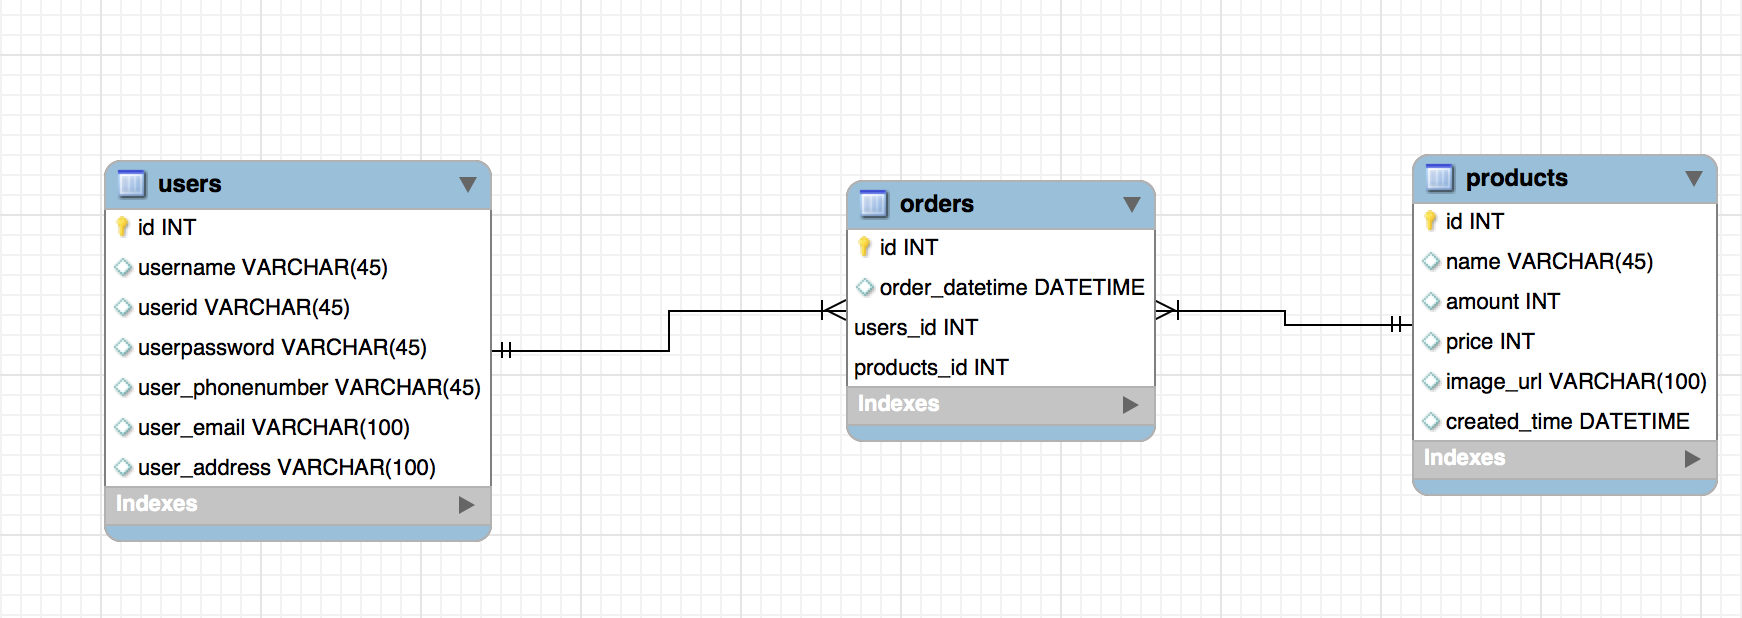 users
id INT
username VARCHAR(45)
userid VARCHAR(45)
userpassword VARCHAR(45)
user_phonenumber VARCHAR(45)
user_email VARCHAR(100)
user_address VARCHAR(100)
Indexes
orders
id INT
order_datetime DATETIME
users_id INT
products_id INT
Indexes
products
id INT
name VARCHAR(45)
amount INT
price INT
image_url VARCHAR(100)
created_time DATETIME
Indexes